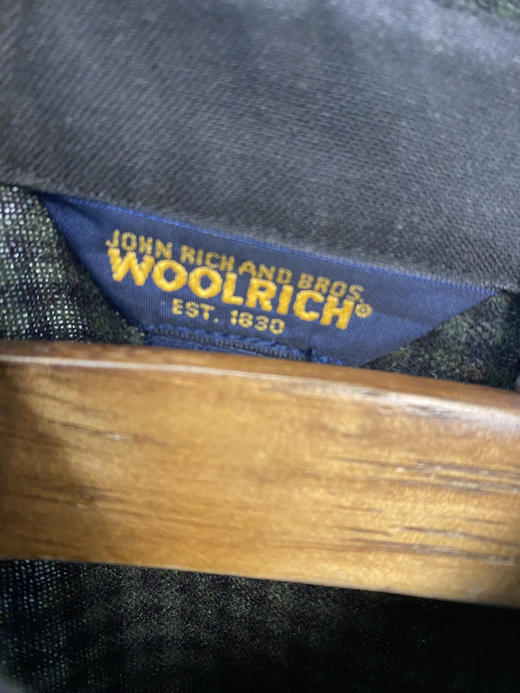 JOHN RICH AND BROS.
WOOLRICH®
EST. 1830